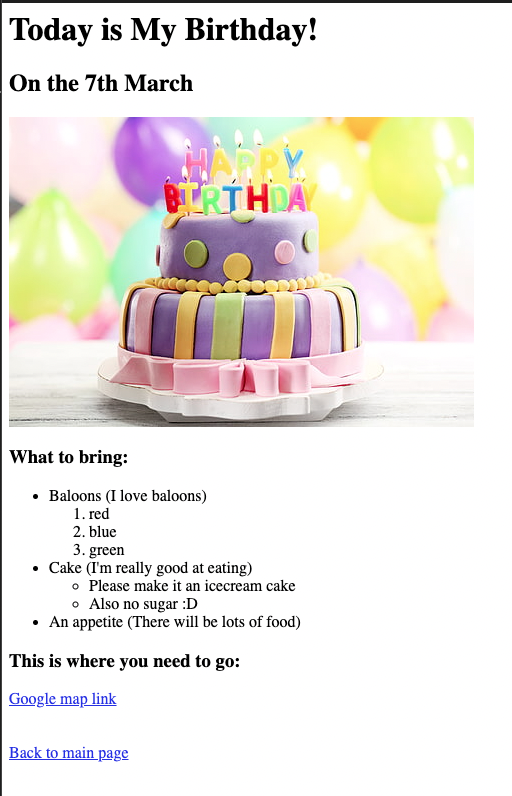 Today is My Birthday!
On the 7th March
HAPPY
BIRTHDAY
What to bring:
• Baloons (I love baloons)
1. red
2. blue
3. green
• Cake (I'm really good at eating)
◦ Please make it an icecream cake
◦ Also no sugar :D
• An appetite (There will be lots of food)
This is where you need to go:
Google map link
Back to main page